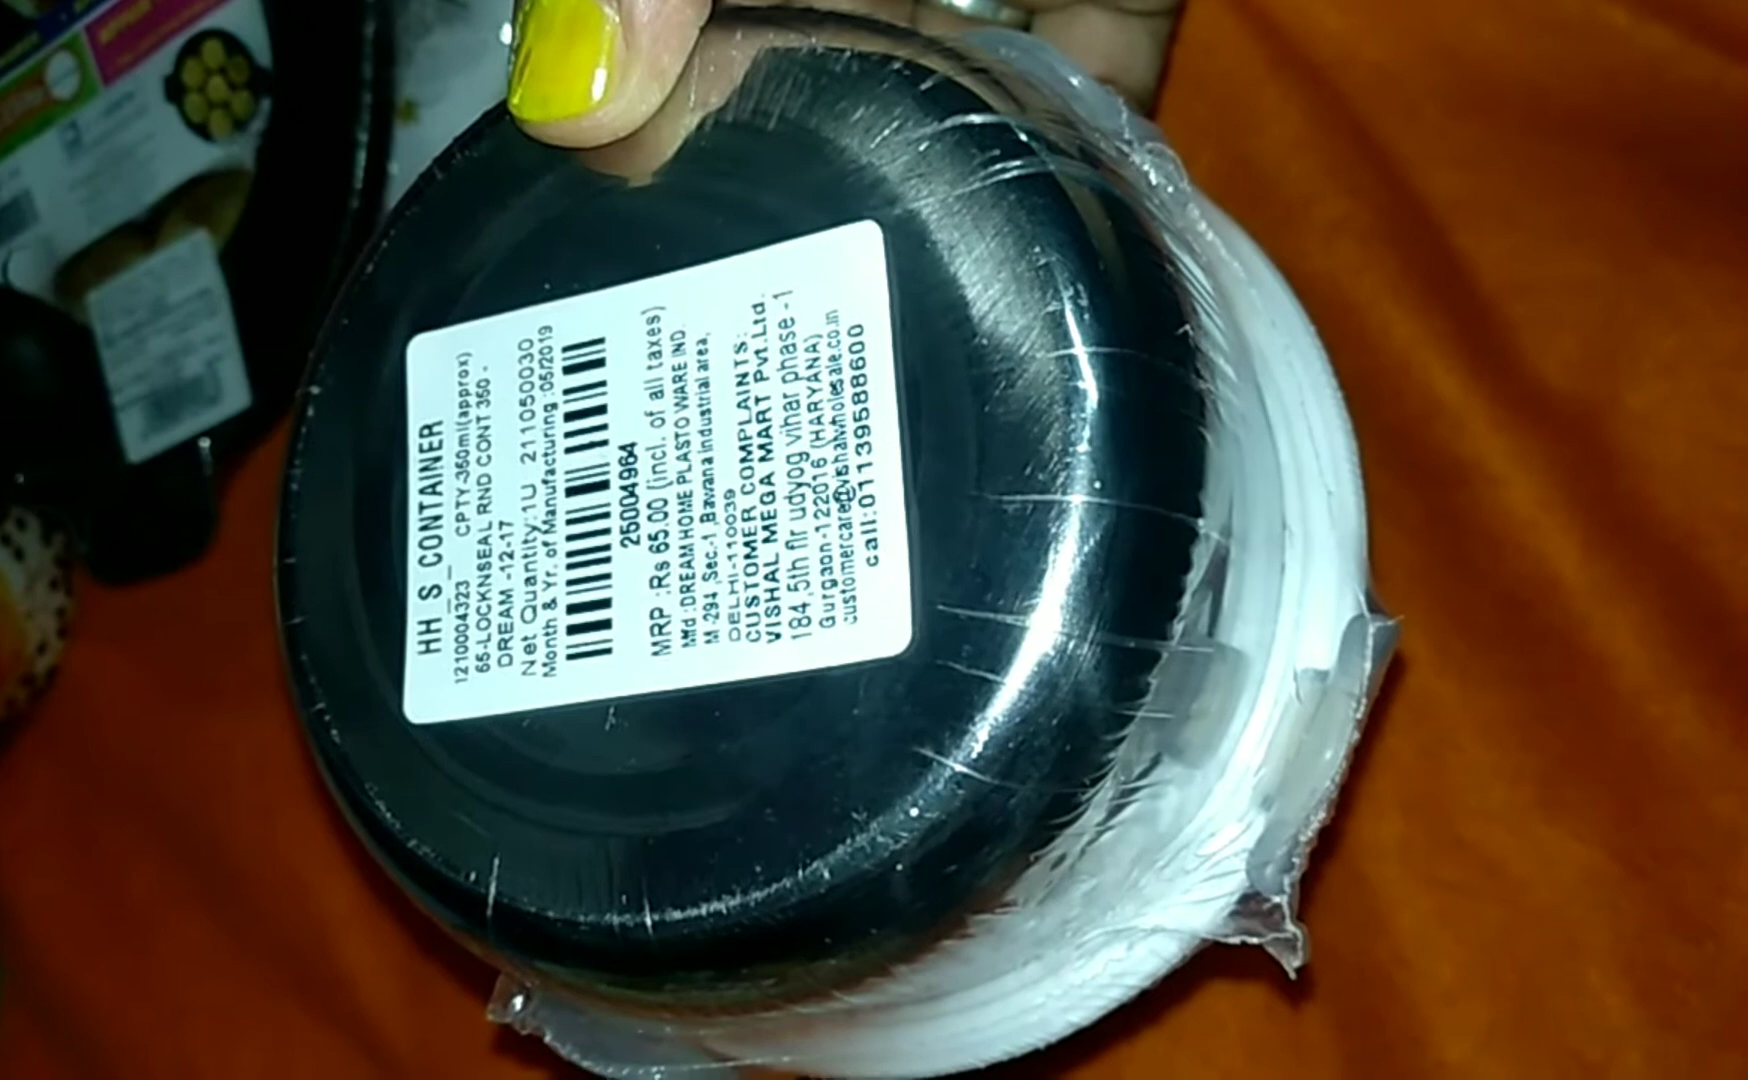 HH_S_CONTAINER
1210004323_ CPTY-350ml(approx)
65-LOCKNSEAL RND CONT 350 -
DREAM -12-17
Net Quantity:1U 211050030
Month & Yr. of Manufacturing :05/2019
25004964
MRP :Rs 65.00 (incl. of all taxes)
Mfd :DREAM HOME PLASTO WARE IND.
M-294 ,Sec.-1 ,Bawana Industrial area,
DELHI-110039
CUSTOMER COMPLAINTS:
VISHAL MEGA MART Pvt.Ltd.
184,5th flr udyog vihar phase -1
Gurgaon-122016 (HARYANA)
customercare@vishalwholesale.co.in
call:01139588600